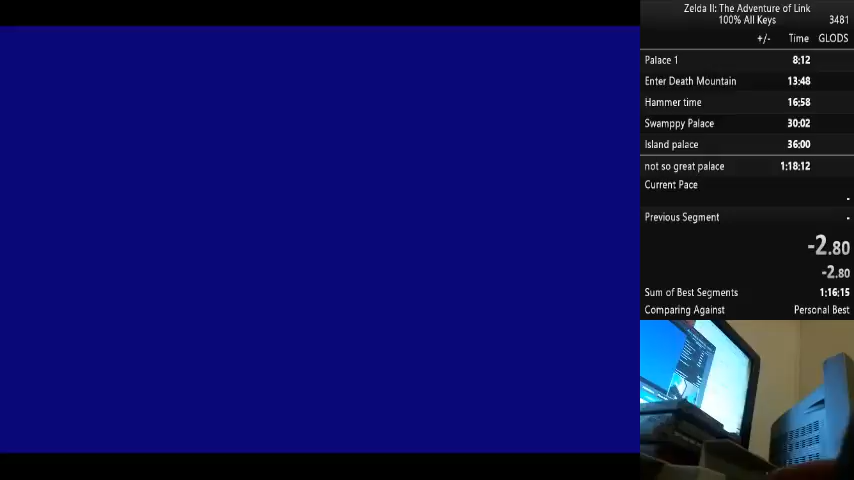 Zelda II: The Adventure of Link
100% All Keys 3481
+/- Time GLODS
Palace 1 8:12
Enter Death Mountain 13:48
Hammer time 16:58
Swamppy Palace 30:02
Island palace 36:00
not so great palace 1:18:12
Current Pace -
Previous Segment -
-2.80
-2.80
Sum of Best Segments 1:16:15
Comparing Against Personal Best